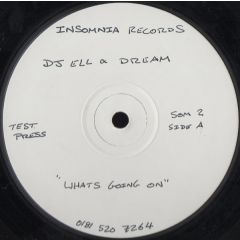 INSOMNIA RECORDS
DJ ELL & DREAM
TEST PRESS
SOM 2
SIDE A
"WHATS GOING ON"
0181 520 7264